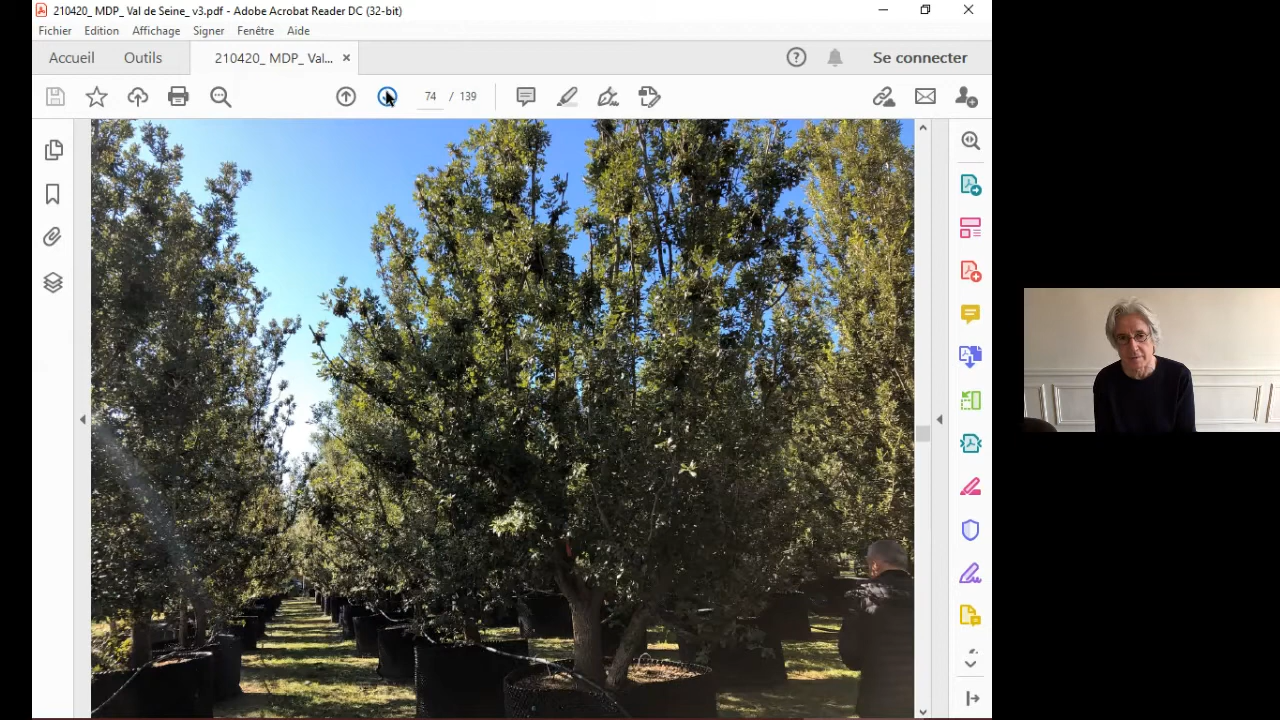 210420_ MDP_ Val de Seine_ v3.pdf - Adobe Acrobat Reader DC (32-bit)
Fichier Edition Affichage Signer Fenêtre Aide
Accueil Outils 210420_ MDP_ Val... × Se connecter
74 / 139